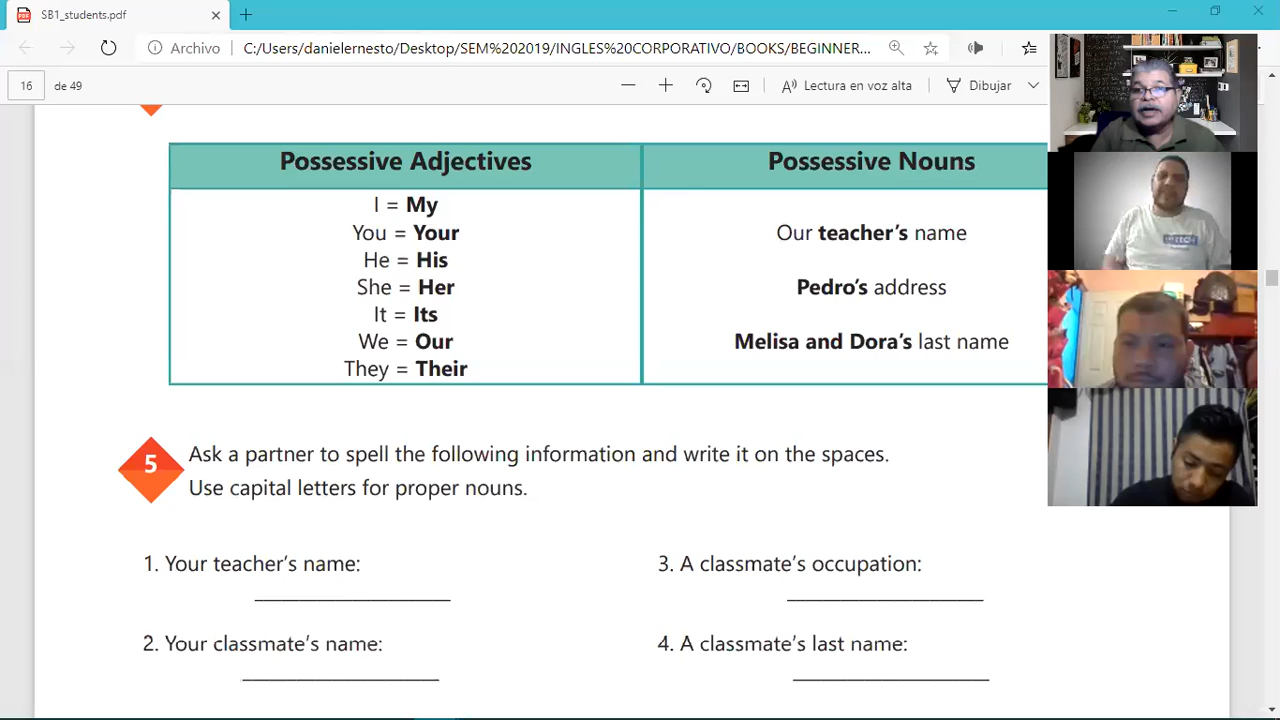 SB1_students.pdf
Archivo
C:/Users/danielernesto/Desktop/SEM%202019/INGLES%20CORPORATIVO/BOOKS/BEGINNER...
16 de 49
Lectura en voz alta
Dibujar
Possessive Adjectives
I = My
You = Your
He = His
She = Her
It = Its
We = Our
They = Their
Possessive Nouns
Our teacher's name
Pedro's address
Melisa and Dora's last name
5
Ask a partner to spell the following information and write it on the spaces.
Use capital letters for proper nouns.
1. Your teacher's name:
2. Your classmate's name:
3. A classmate's occupation:
4. A classmate's last name: